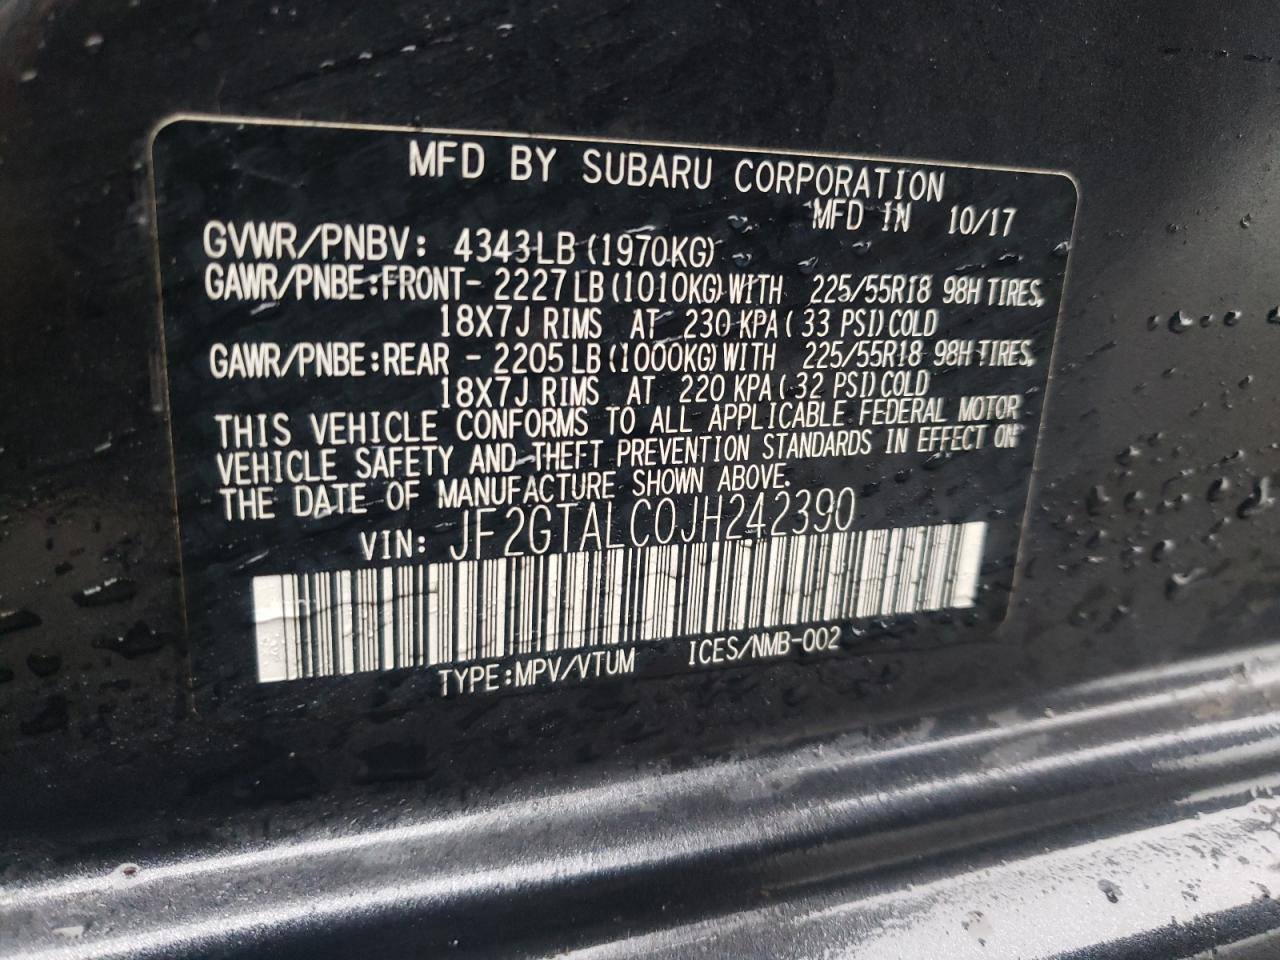 MFD BY SUBARU CORPORATION
MFD IN 10/17
GVWR/PNBV: 4343LB (1970KG)
GAWR/PNBE:FRONT- 2227 LB (1010KG) WITH 225/55R18 98H TIRES,
18X7J RIMS AT 230 KPA ( 33 PSI) COLD
GAWR/PNBE:REAR - 2205 LB (1000KG) WITH 225/55R18 98H TIRES,
18X7J RIMS AT 220 KPA ( 32 PSI) COLD
THIS VEHICLE CONFORMS TO ALL APPLICABLE FEDERAL MOTOR
VEHICLE SAFETY AND THEFT PREVENTION STANDARDS IN EFFECT ON
THE DATE OF MANUFACTURE SHOWN ABOVE.
VIN: JF2GTALC0JH242390
TYPE:MPV/VTUM ICES/NMB-002